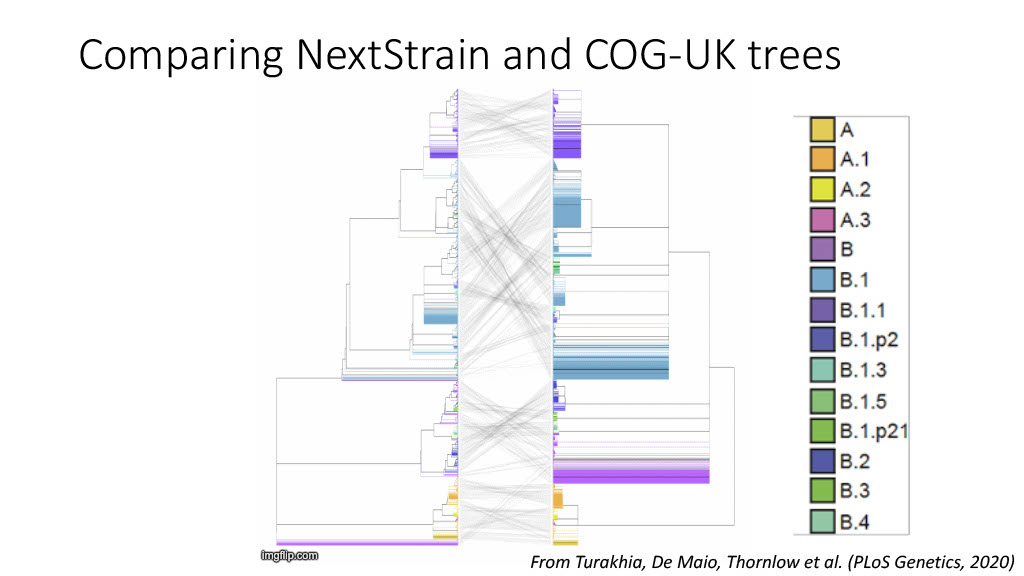 Comparing NextStrain and COG-UK trees
A
A.1
A.2
A.3
B
B.1
B.1.1
B.1.p2
B.1.3
B.1.5
B.1.p21
B.2
B.3
B.4
imgflip.com
From Turakhia, De Maio, Thornlow et al. (PLoS Genetics, 2020)